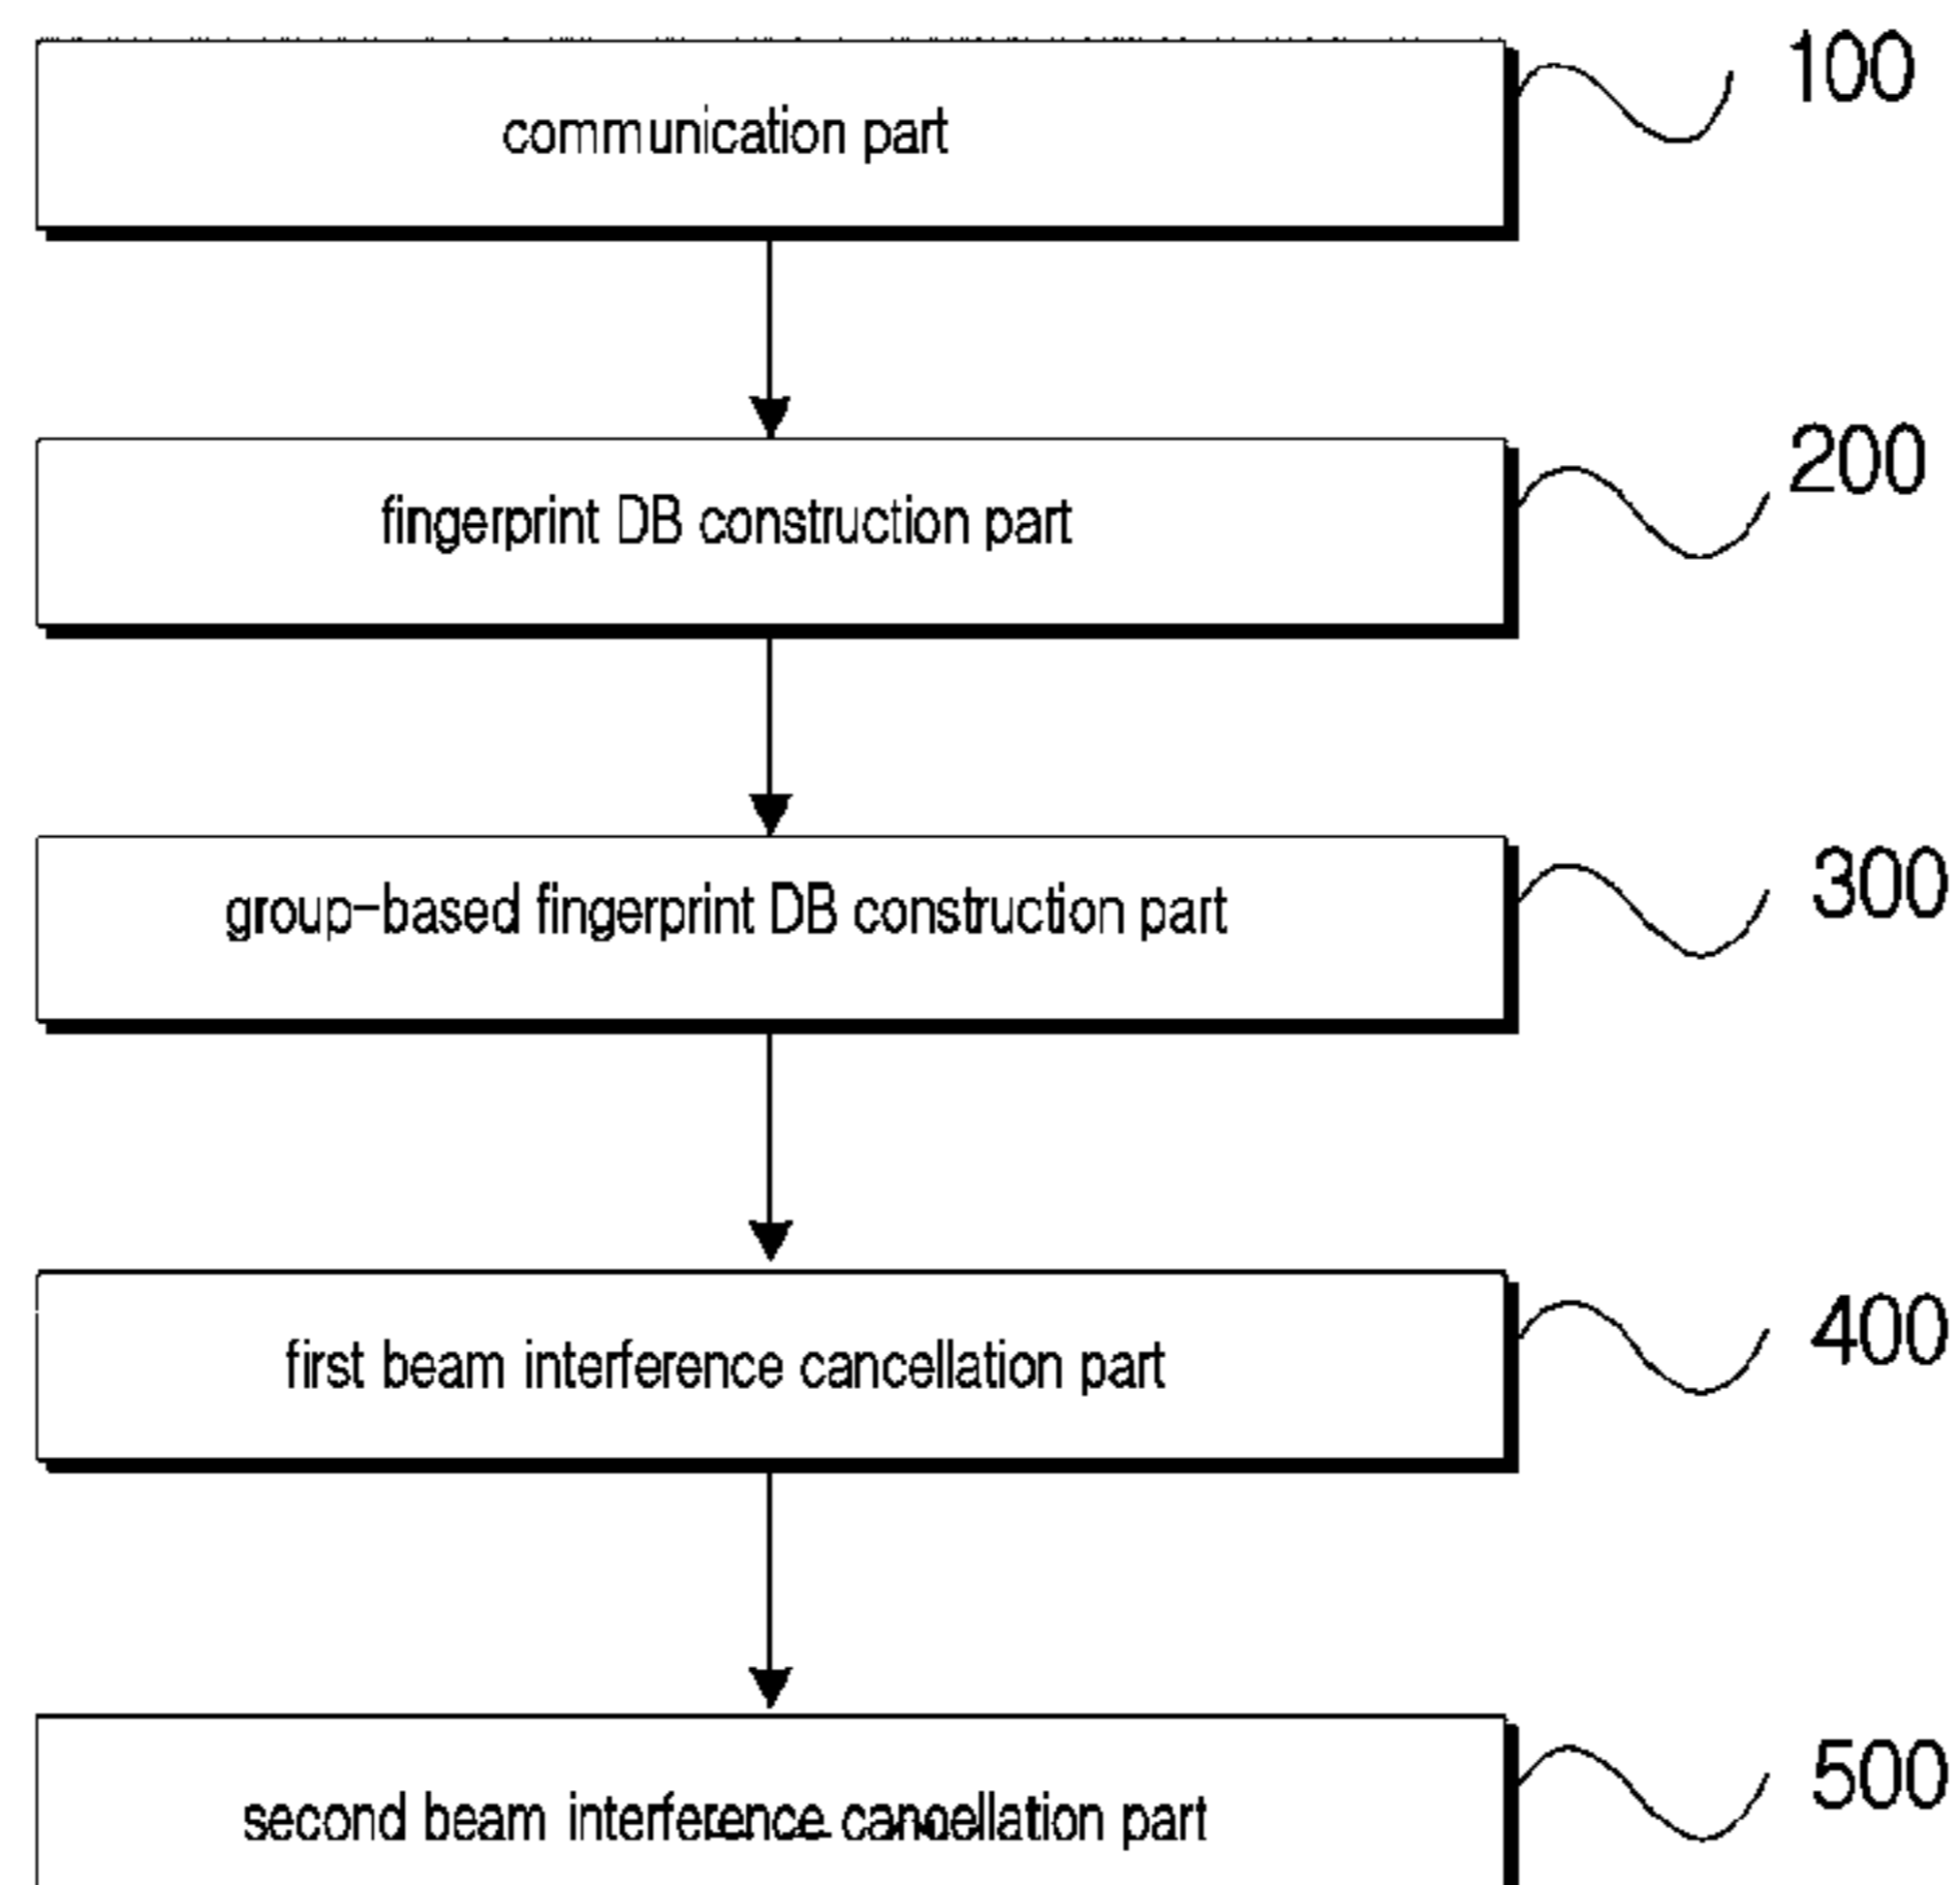 communication part
100
fingerprint DB construction part
200
group-based fingerprint DB construction part
300
first beam interference cancellation part
400
second beam interference cancellation part
500